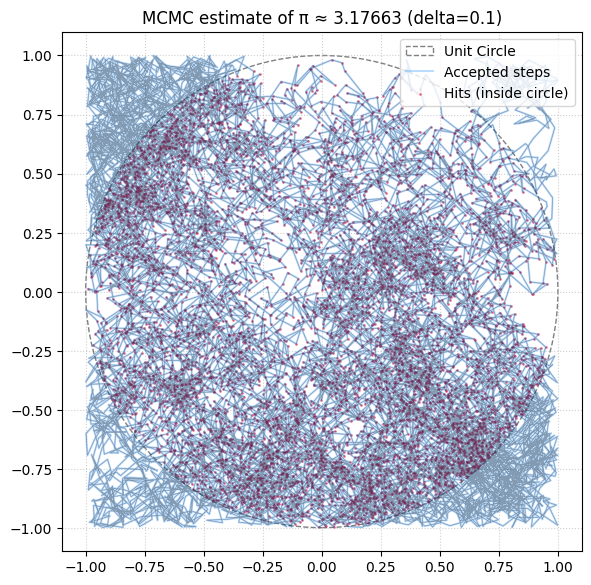 MCMC estimate of π ≈ 3.17663 (delta=0.1)
Unit Circle
Accepted steps
Hits (inside circle)
1.00
0.75
0.50
0.25
0.00
−0.25
−0.50
−0.75
−1.00
−1.00 −0.75 −0.50 −0.25 0.00 0.25 0.50 0.75 1.00